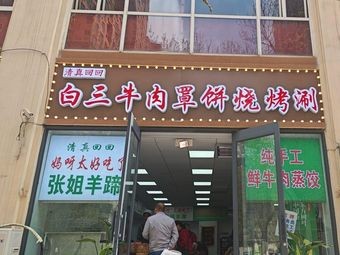 清真回回
白三牛肉罩饼烧烤涮
清真回回
妈呀太好吃了
张姐羊蹄
纯手工
鲜牛肉蒸饺